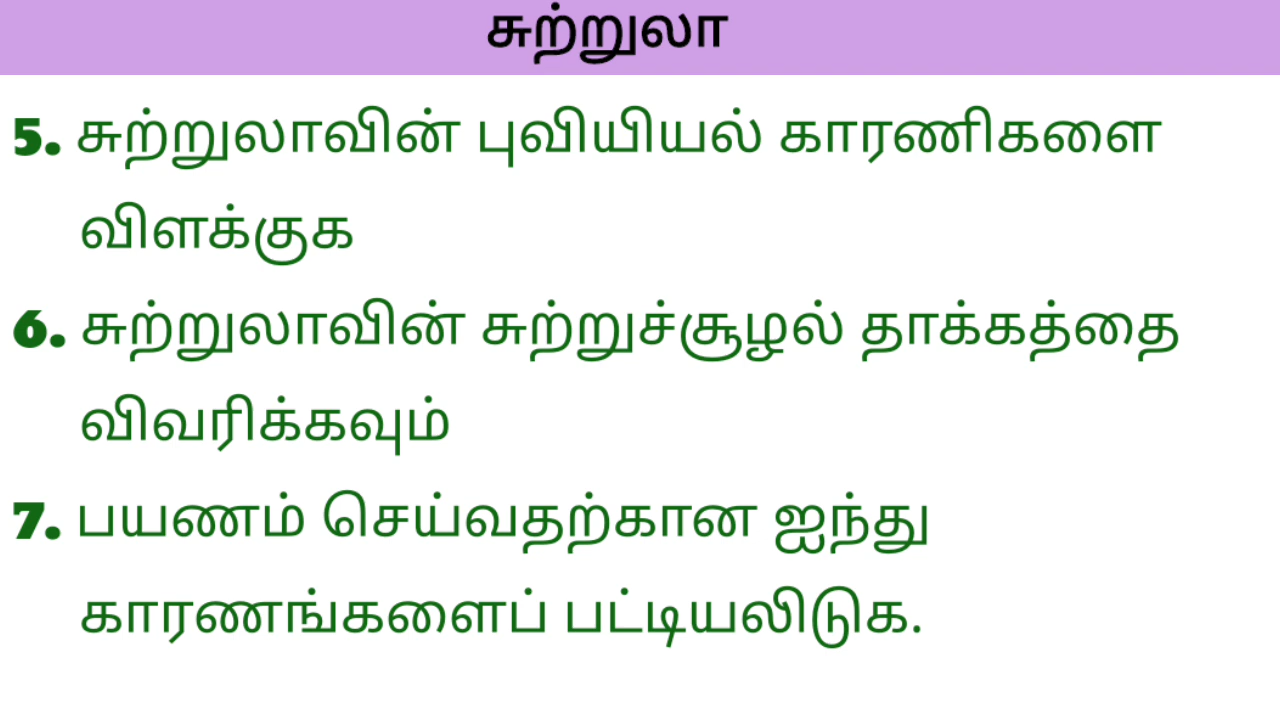 சுற்றுலா
5. சுற்றுலாவின் புவியியல் காரணிகளை
விளக்குக
6. சுற்றுலாவின் சுற்றுச்சூழல் தாக்கத்தை
விவரிக்கவும்
7. பயணம் செய்வதற்கான ஐந்து
காரணங்களைப் பட்டியலிடுக.